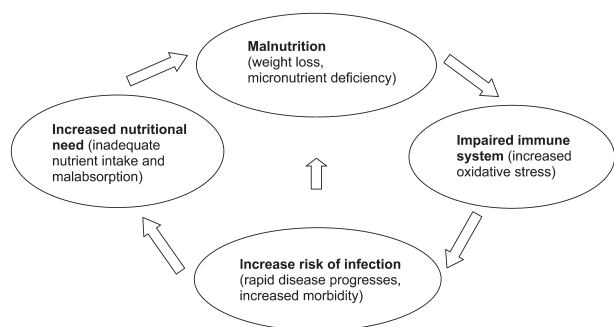 Malnutrition
(weight loss,
micronutrient deficiency)
Increased nutritional
need (inadequate
nutrient intake and
malabsorption)
Impaired immune
system (increased
oxidative stress)
Increase risk of infection
(rapid disease progresses,
increased morbidity)